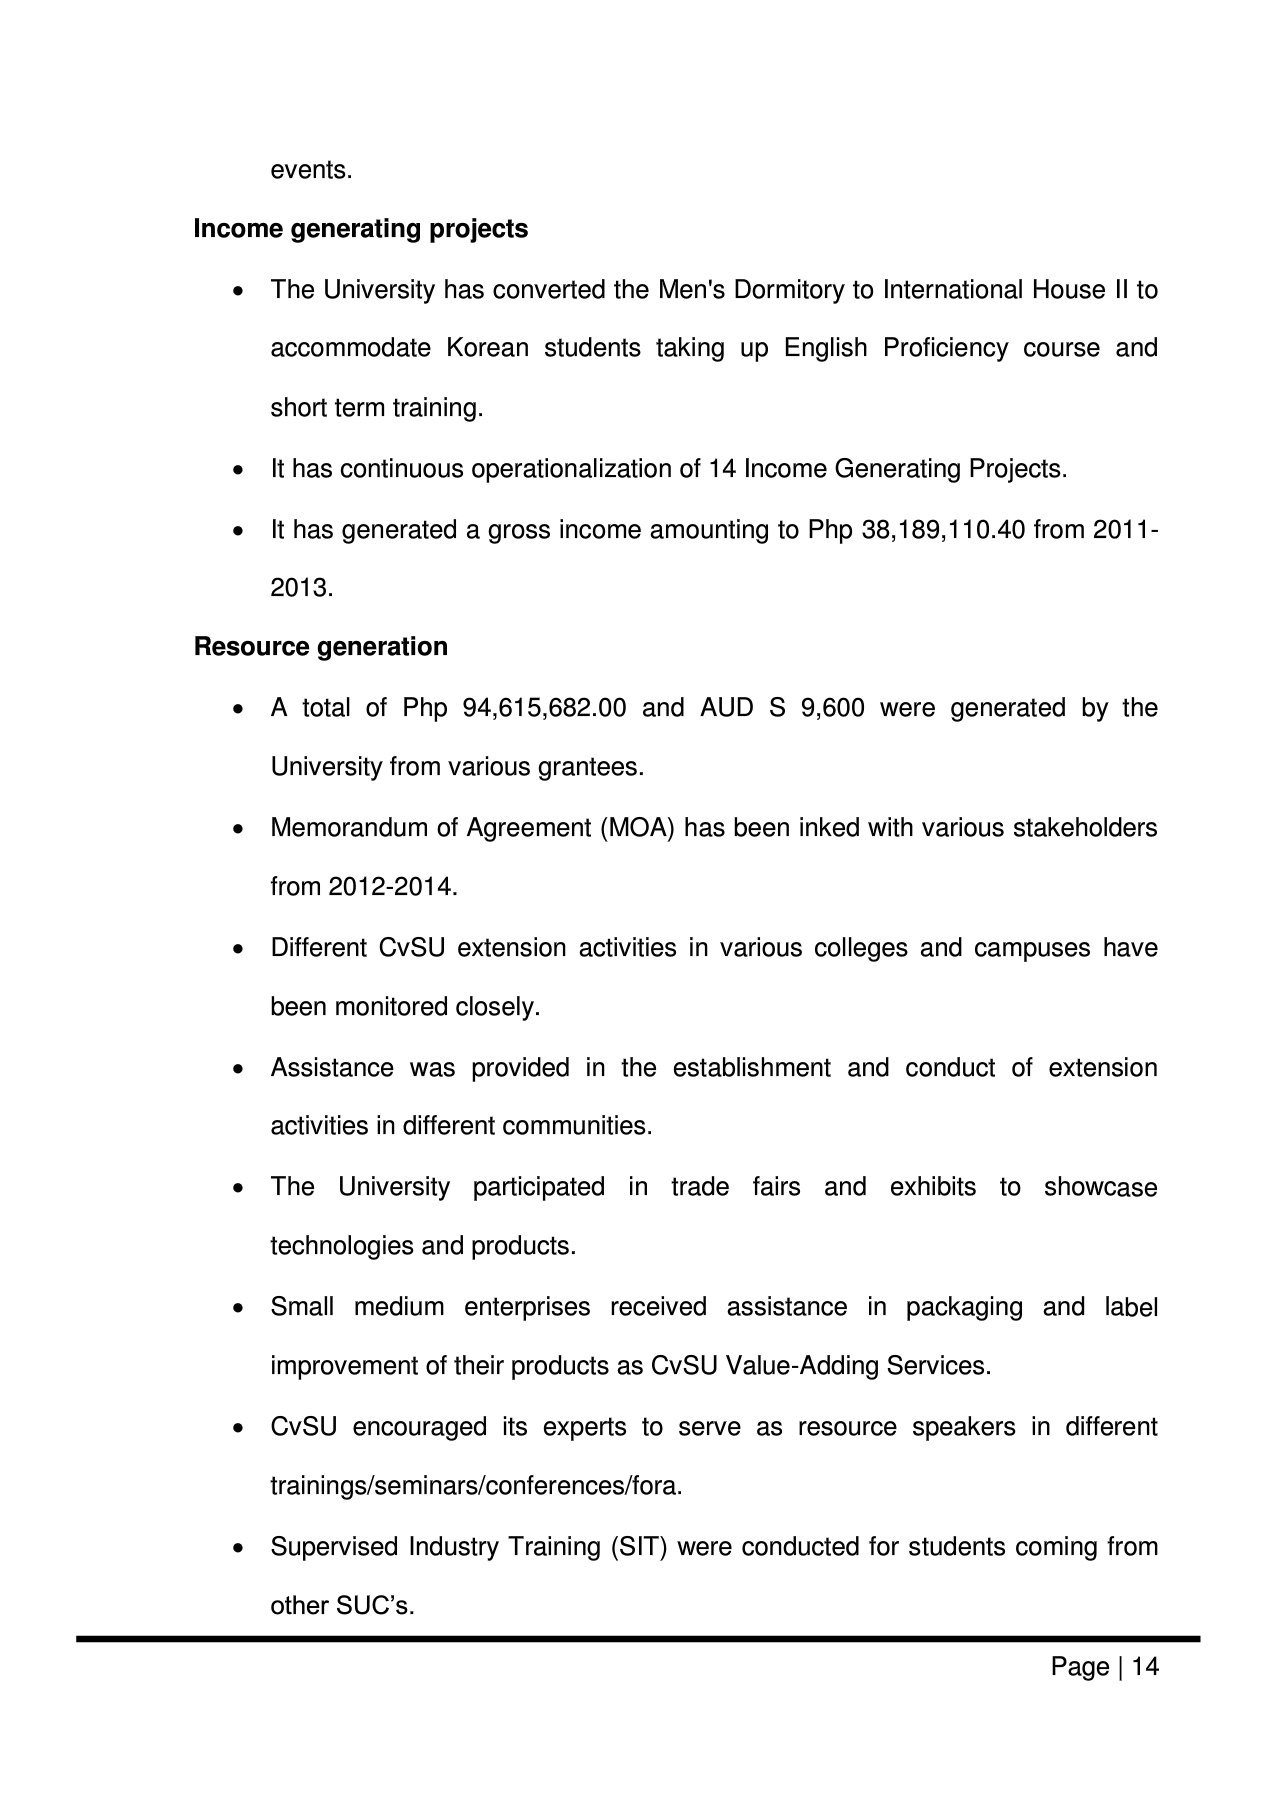 events.
Income generating projects
• The University has converted the Men's Dormitory to International House II to
accommodate Korean students taking up English Proficiency course and
short term training.
• It has continuous operationalization of 14 Income Generating Projects.
• It has generated a gross income amounting to Php 38,189,110.40 from 2011-
2013.
Resource generation
• A total of Php 94,615,682.00 and AUD S 9,600 were generated by the
University from various grantees.
• Memorandum of Agreement (MOA) has been inked with various stakeholders
from 2012-2014.
• Different CvSU extension activities in various colleges and campuses have
been monitored closely.
• Assistance was provided in the establishment and conduct of extension
activities in different communities.
• The University participated in trade fairs and exhibits to showcase
technologies and products.
• Small medium enterprises received assistance in packaging and label
improvement of their products as CvSU Value-Adding Services.
• CvSU encouraged its experts to serve as resource speakers in different
trainings/seminars/conferences/fora.
• Supervised Industry Training (SIT) were conducted for students coming from
other SUC’s.
Page | 14